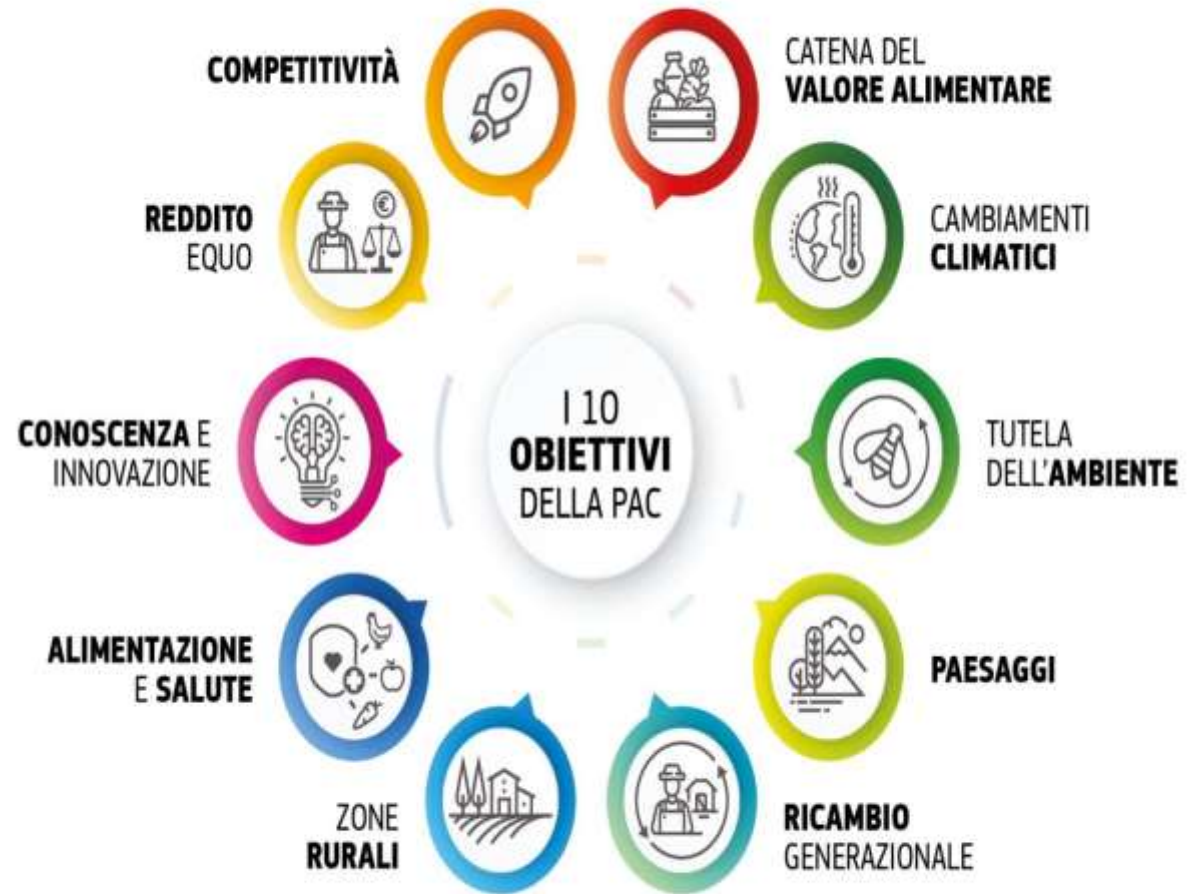 COMPETITIVITÀ
CATENA DEL
VALORE ALIMENTARE
REDDITO
EQUO
€
CAMBIAMENTI
CLIMATICI
CONOSCENZA E
INNOVAZIONE
I 10
OBIETTIVI
DELLA PAC
TUTELA
DELL'AMBIENTE
ALIMENTAZIONE
E SALUTE
PAESAGGI
ZONE
RURALI
RICAMBIO
GENERAZIONALE